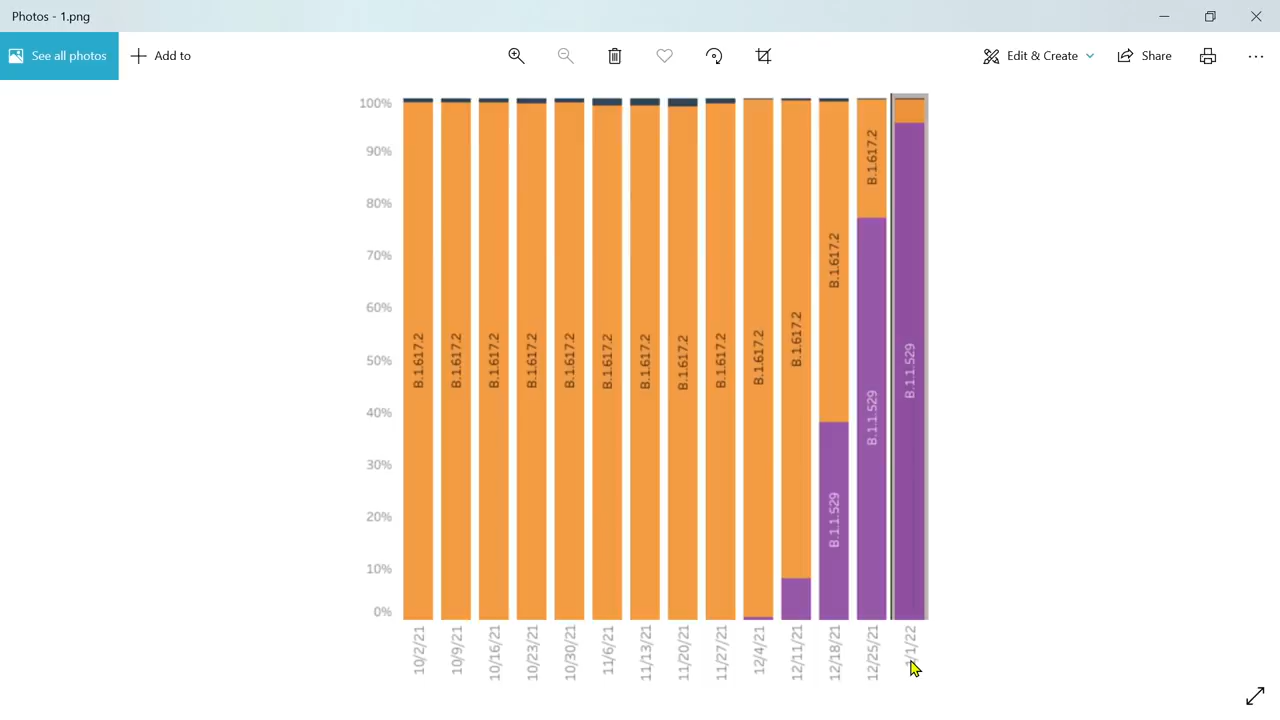 Photos - 1.png
See all photos
Add to
Edit & Create
Share
100%
90%
80%
70%
60%
50%
40%
30%
20%
10%
0%
B.1.617.2
B.1.617.2
B.1.617.2
B.1.617.2
B.1.617.2
B.1.617.2
B.1.617.2
B.1.617.2
B.1.617.2
B.1.617.2
B.1.617.2
B.1.617.2
B.1.1.529
B.1.617.2
B.1.1.529
B.1.1.529
10/2/21
10/9/21
10/16/21
10/23/21
10/30/21
11/6/21
11/13/21
11/20/21
11/27/21
12/4/21
12/11/21
12/18/21
12/25/21
1/1/22